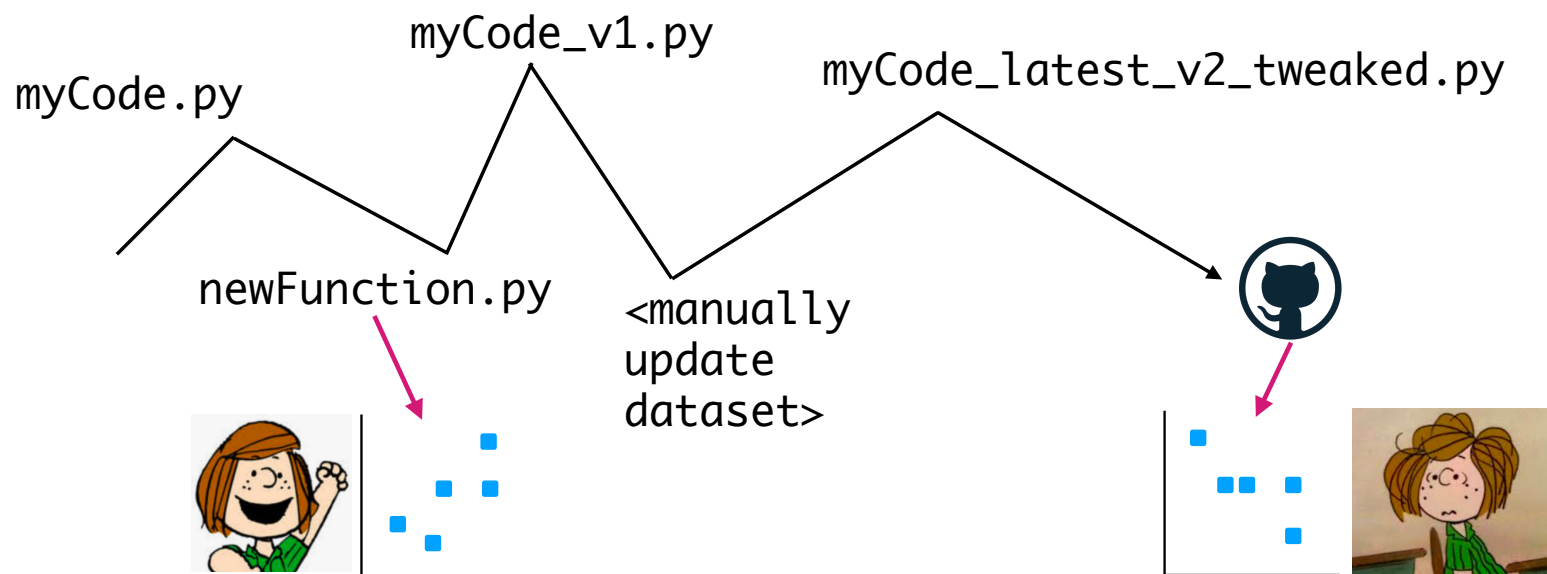 myCode_v1.py
myCode_latest_v2_tweaked.py
myCode.py
newFunction.py
<manually
update
dataset>